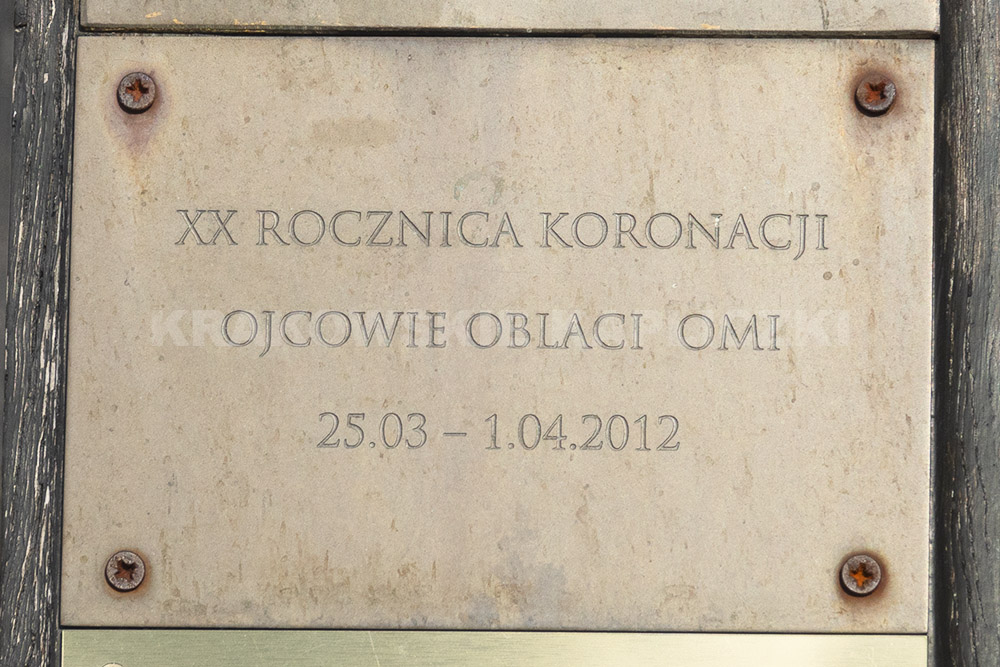 XX ROCZNICA KORONACJI
OJCOWIE OBLACI OMI
25.03 – 1.04.2012